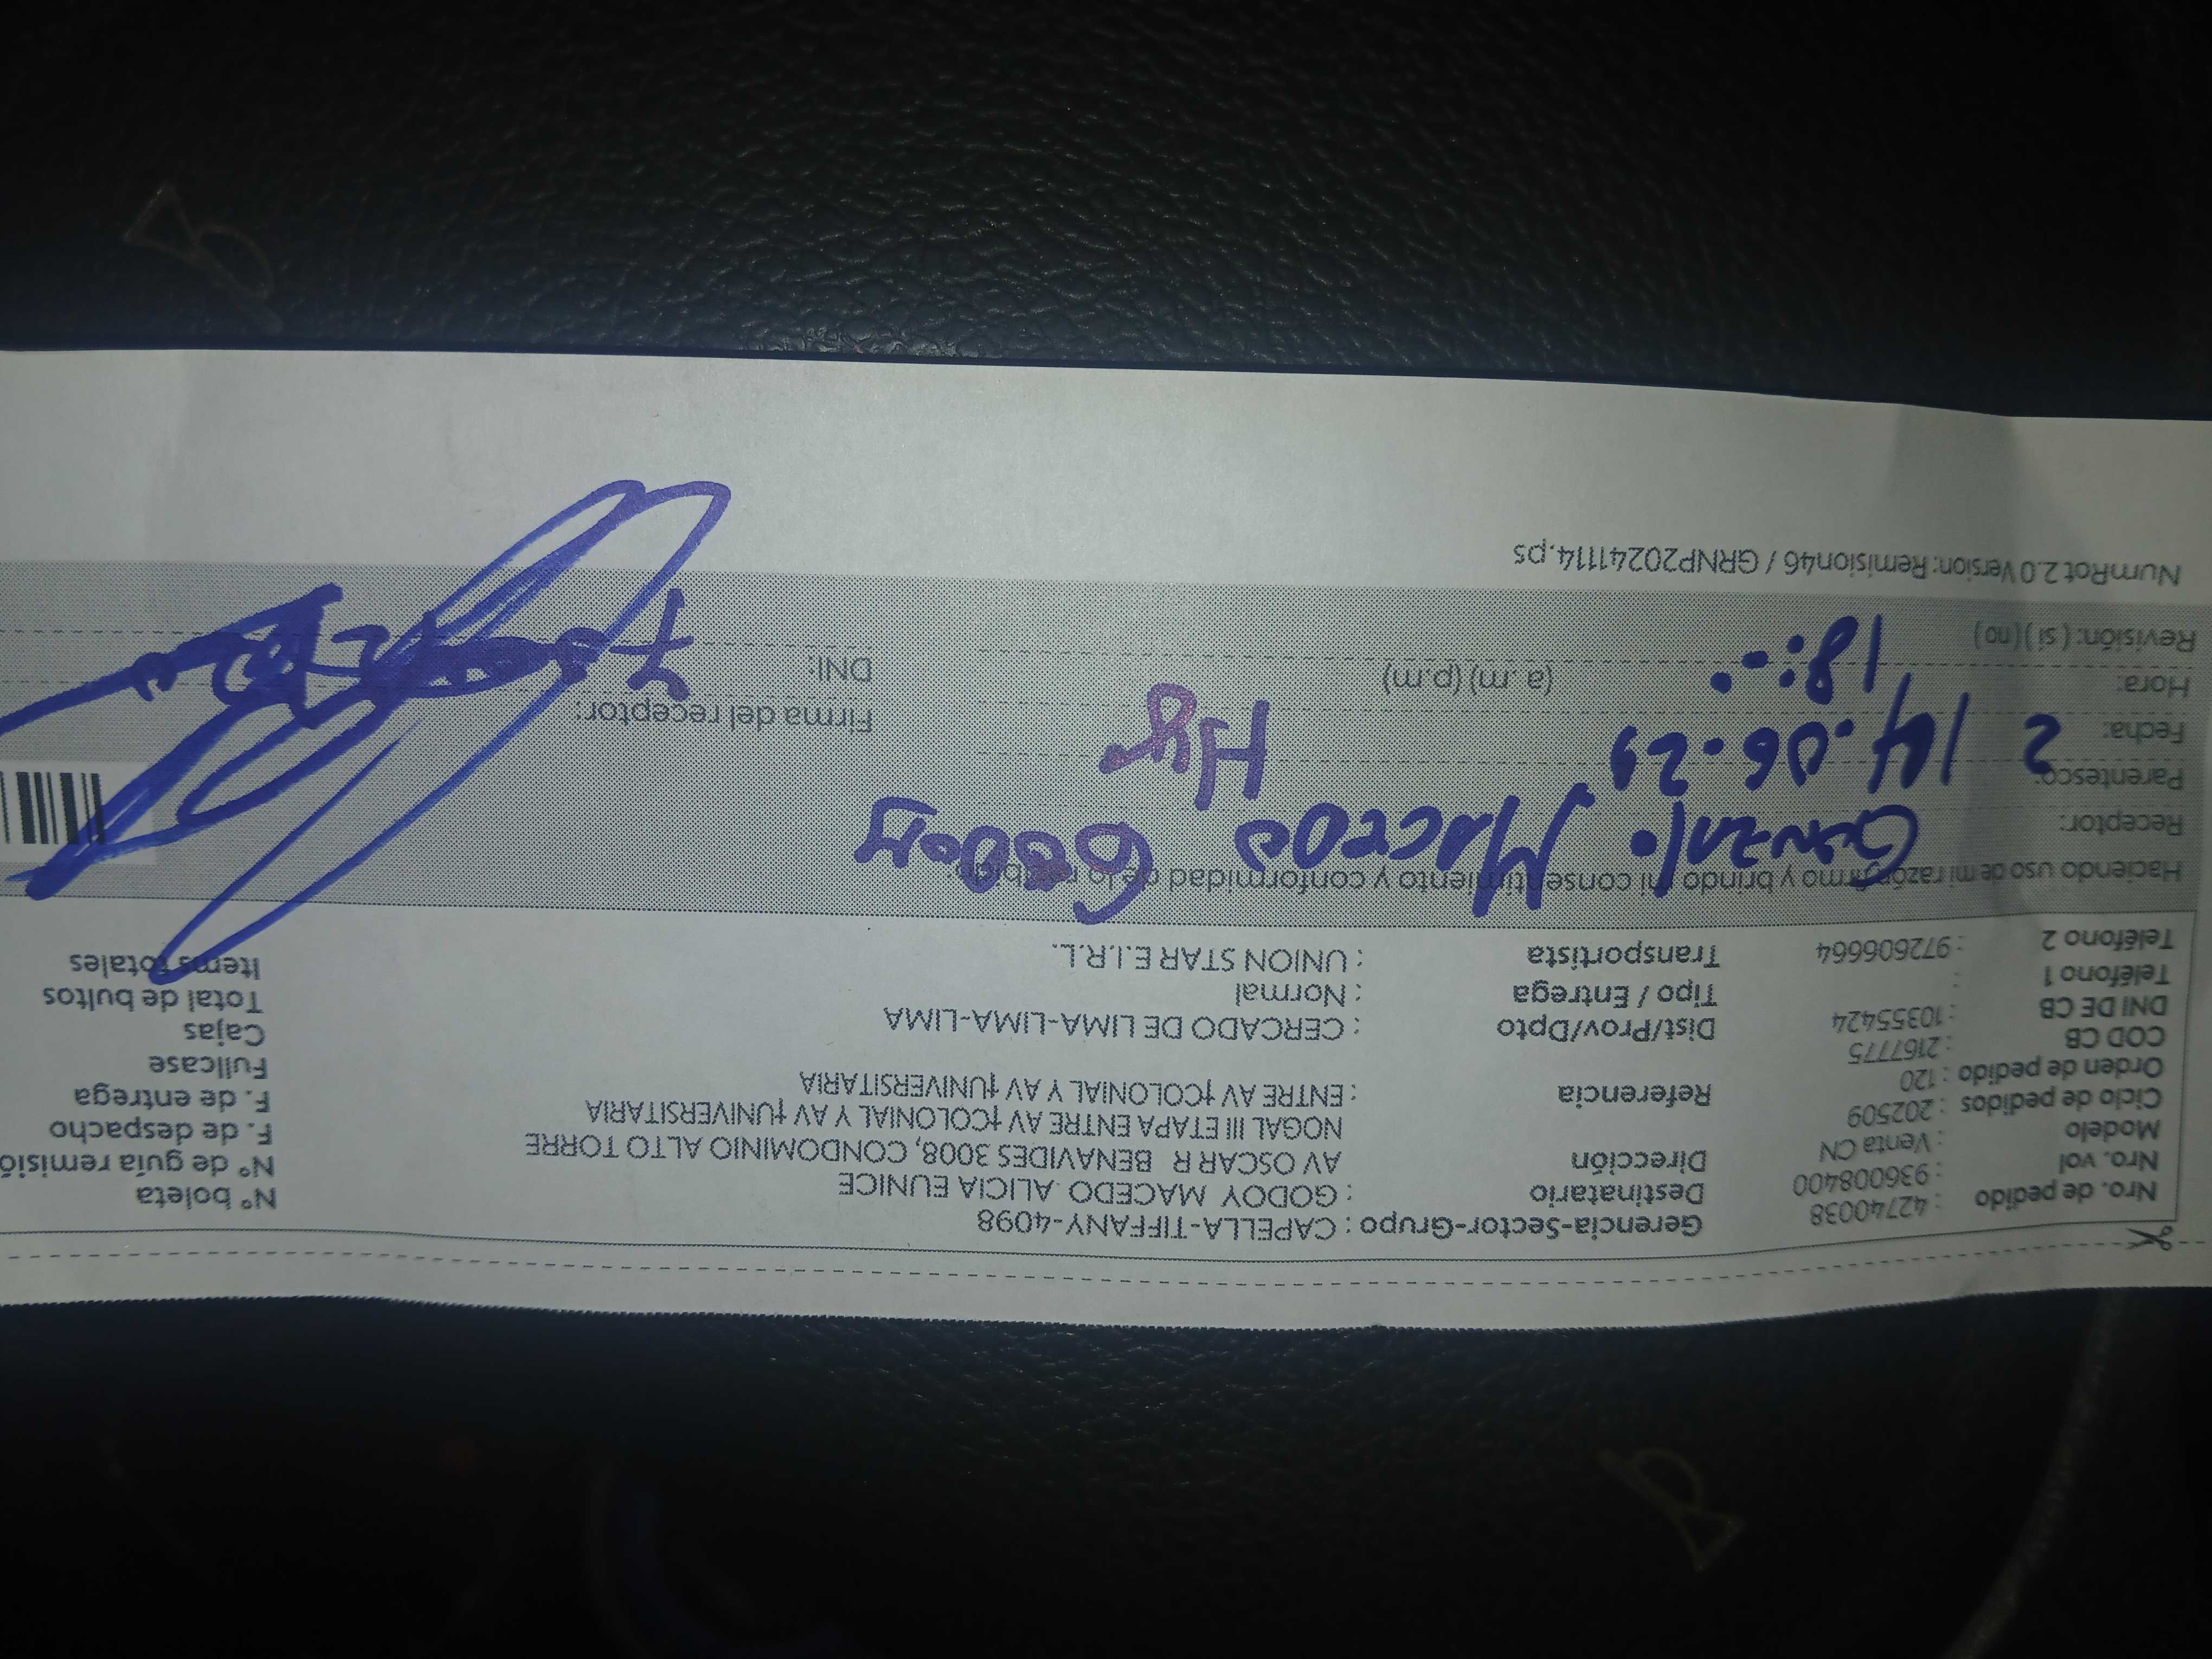 Nro. de pedido : 42740038 Gerencia-Sector-Grupo : CAPELLA-TIFFANY-4098 N° boleta
Nro. vol : 936008400 Destinatario : GODOY MACEDO ALICIA EUNICE N° de guía remisió
Modelo : Venta CN Dirección AV OSCAR R BENAVIDES 3008, CONDOMINIO ALTO TORRE F. de despacho
Ciclo de pedidos : 202509 NOGAL III ETAPA ENTRE AV †COLONIAL Y AV †UNIVERSITARIA F. de entrega
Orden de pedido : 120 Referencia : ENTRE AV †COLONIAL Y AV †UNIVERSITARIA Fullcase
COD CB : 2167775 Cajas
DNI DE CB : 10355424 Dist/Prov/Dpto : CERCADO DE LIMA-LIMA-LIMA Total de bultos
Teléfono 1 : Tipo / Entrega : Normal Items totales
Teléfono 2 : 972606664 Transportista : UNION STAR E.I.R.L.
Haciendo uso de mi razón firmo y brindo mi consentimiento y conformidad de lo recibido:
Receptor: Gonzalo Macedo Godoy
Parentesco:
Fecha: 14.06.25 Firma del receptor:
Hora: 18: (a.m) (p.m) DNI:
Revisión: ( si ) ( no )
NumRot 2.0 Version: Remision46 / GRNP20241114.ps